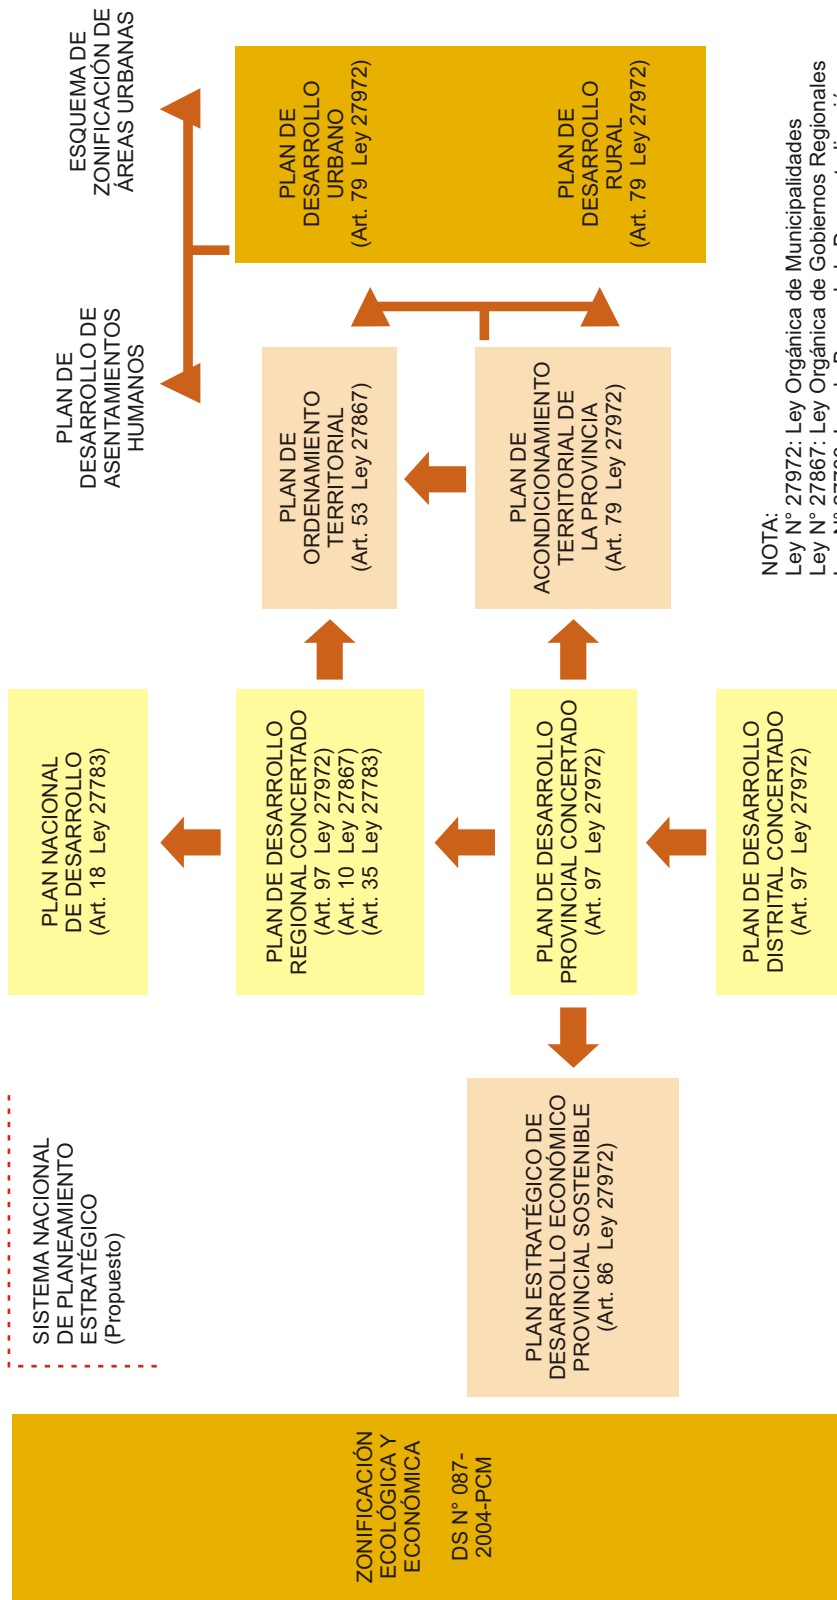 SISTEMA NACIONAL
DE PLANEAMIENTO
ESTRATÉGICO
(Propuesto)
PLAN NACIONAL
DE DESARROLLO
(Art. 18 Ley 27783)
PLAN DE
DESARROLLO DE
ASENTAMIENTOS
HUMANOS
ESQUEMA DE
ZONIFICACIÓN DE
ÁREAS URBANAS
ZONIFICACIÓN
ECOLÓGICA Y
ECONÓMICA
DS N° 087-
2004-PCM
PLAN DE DESARROLLO
REGIONAL CONCERTADO
(Art. 97 Ley 27972)
(Art. 10 Ley 27867)
(Art. 35 Ley 27783)
PLAN DE
ORDENAMIENTO
TERRITORIAL
(Art. 53 Ley 27867)
PLAN DE
DESARROLLO
URBANO
(Art. 79 Ley 27972)
PLAN DE
DESARROLLO
RURAL
(Art. 79 Ley 27972)
PLAN ESTRATÉGICO DE
DESARROLLO ECONÓMICO
PROVINCIAL SOSTENIBLE
(Art. 86 Ley 27972)
PLAN DE DESARROLLO
PROVINCIAL CONCERTADO
(Art. 97 Ley 27972)
PLAN DE
ACONDICIONAMIENTO
TERRITORIAL DE
LA PROVINCIA
(Art. 79 Ley 27972)
PLAN DE DESARROLLO
DISTRITAL CONCERTADO
(Art. 97 Ley 27972)
NOTA:
Ley N° 27972: Ley Orgánica de Municipalidades
Ley N° 27867: Ley Orgánica de Gobiernos Regionales